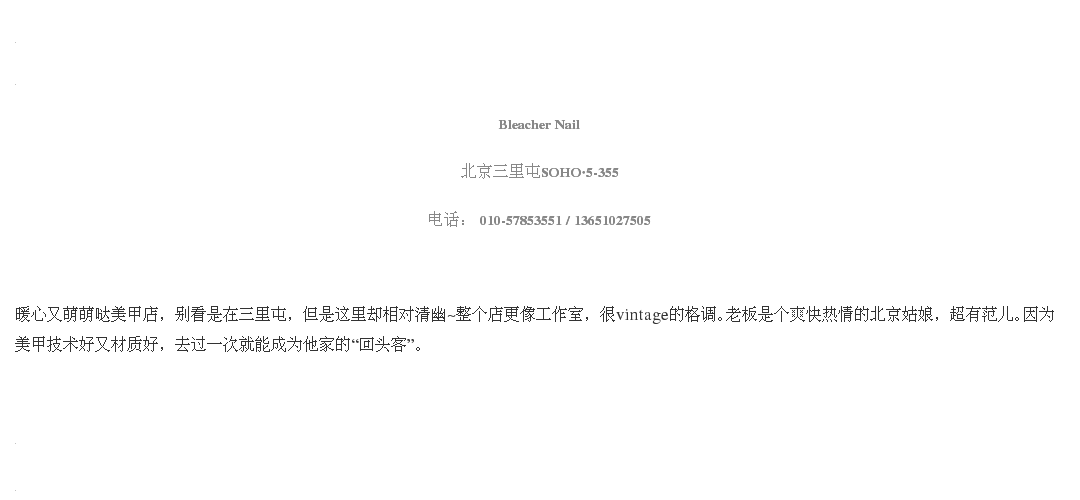 Bleacher Nail
北京三里屯SOHO·5-355
电话： 010-57853551 / 13651027505
暖心又萌萌哒美甲店，别看是在三里屯，但是这里却相对清幽~整个店更像工作室，很vintage的格调。老板是个爽快热情的北京姑娘，超有范儿。因为
美甲技术好又材质好，去过一次就能成为他家的“回头客”。